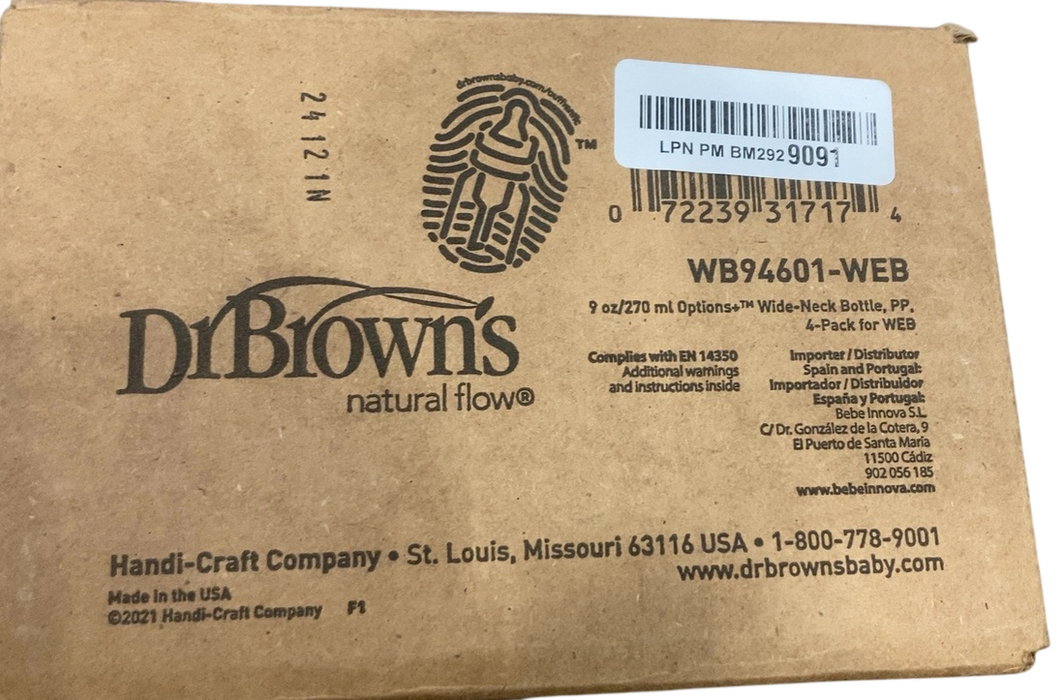 drbrownsbaby.com/authentic
TM
24121N
LPN PM BM292 9091
0 72239 31717 4
WB94601-WEB
9 oz/270 ml Options+™ Wide-Neck Bottle, PP,
4-Pack for WEB
Dr Brown's
natural flow®
Complies with EN 14350
Additional warnings
and instructions inside
Importer / Distributor
Spain and Portugal:
Importador / Distribuidor
España y Portugal:
Bebe Innova S.L.
C/ Dr. González de la Cotera, 9
El Puerto de Santa María
11500 Cádiz
902 056 185
www.bebeinnova.com
Handi-Craft Company • St. Louis, Missouri 63116 USA • 1-800-778-9001
www.drbrownsbaby.com
Made in the USA
©2021 Handi-Craft Company F1